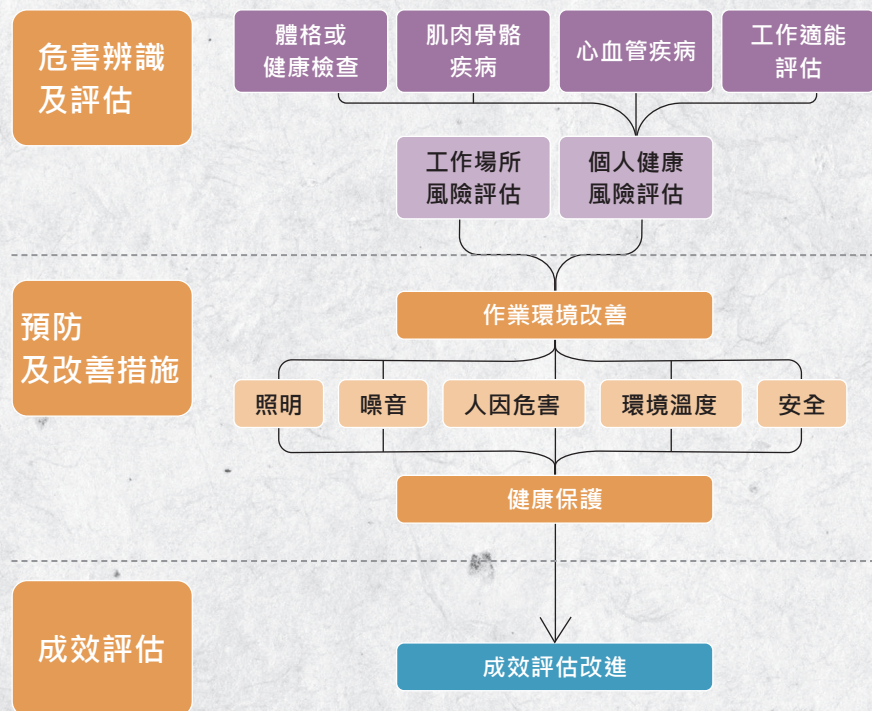 危害辨識
及評估
體格或
健康檢查
肌肉骨骼
疾病
心血管疾病
工作適能
評估
工作場所
風險評估
個人健康
風險評估
預防
及改善措施
作業環境改善
照明
噪音
人因危害
環境溫度
安全
健康保護
成效評估
成效評估改進